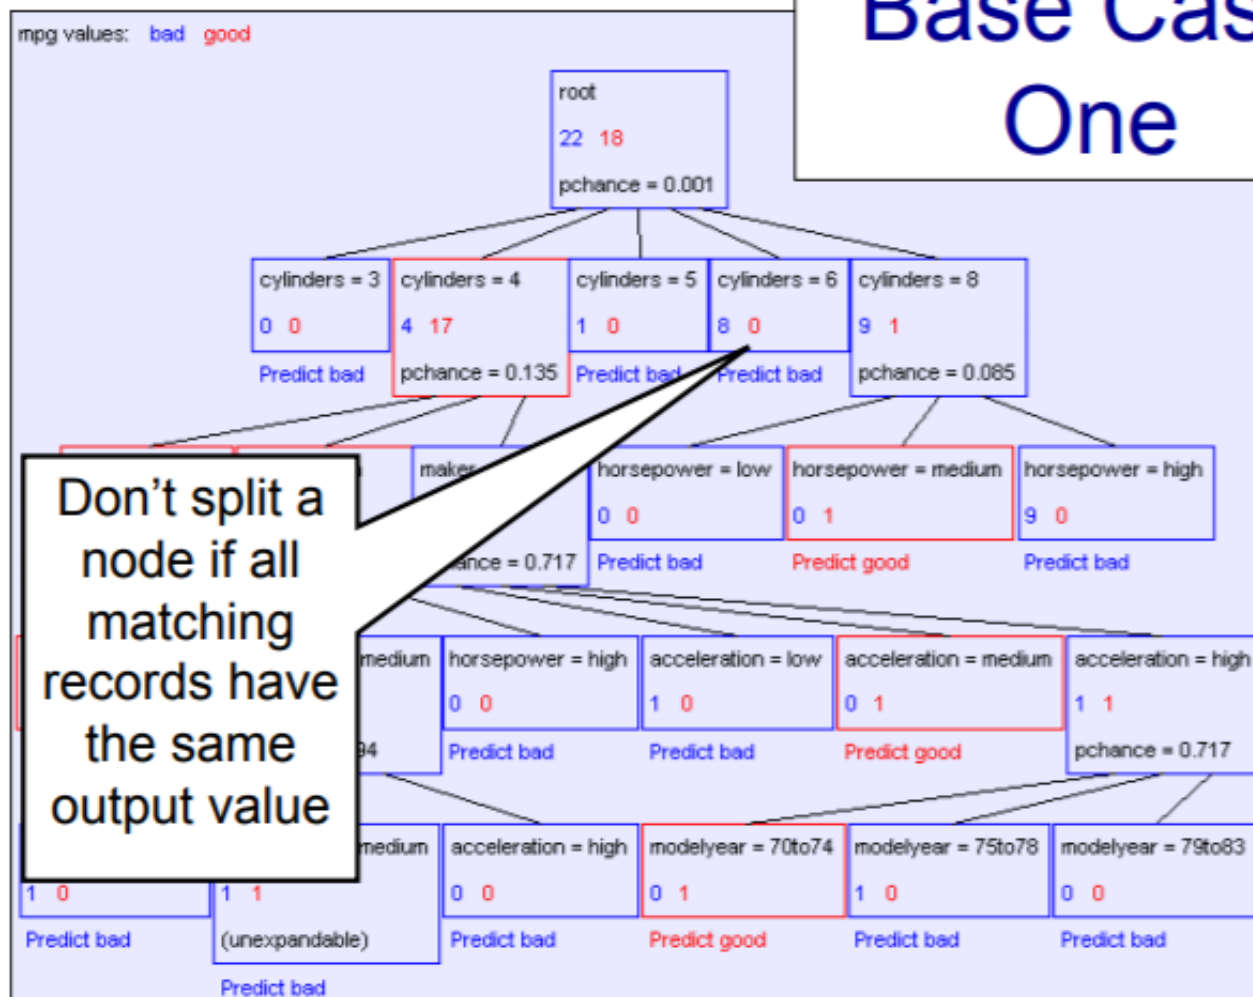 Base Cas
One
mpg values: bad good
root
22 18
pchance = 0.001
cylinders = 3 cylinders = 4 cylinders = 5 cylinders = 6 cylinders = 8
0 0 4 17 1 0 8 0 9 1
Predict bad pchance = 0.135 Predict bad Predict bad pchance = 0.085
maker horsepower = low horsepower = medium horsepower = high
0 0 0 1 9 0
= 0.717 Predict bad Predict good Predict bad
Don't split a
node if all
matching
records have
the same
output value
medium horsepower = high acceleration = low acceleration = medium acceleration = high
0 0 1 0 0 1 1 1
94 Predict bad Predict bad Predict good pchance = 0.717
medium acceleration = high modelyear = 70to74 modelyear = 75to78 modelyear = 79to83
1 0 1 1 0 0 0 1 1 0 0 0
Predict bad (unexpandable) Predict bad Predict good Predict bad Predict bad
Predict bad